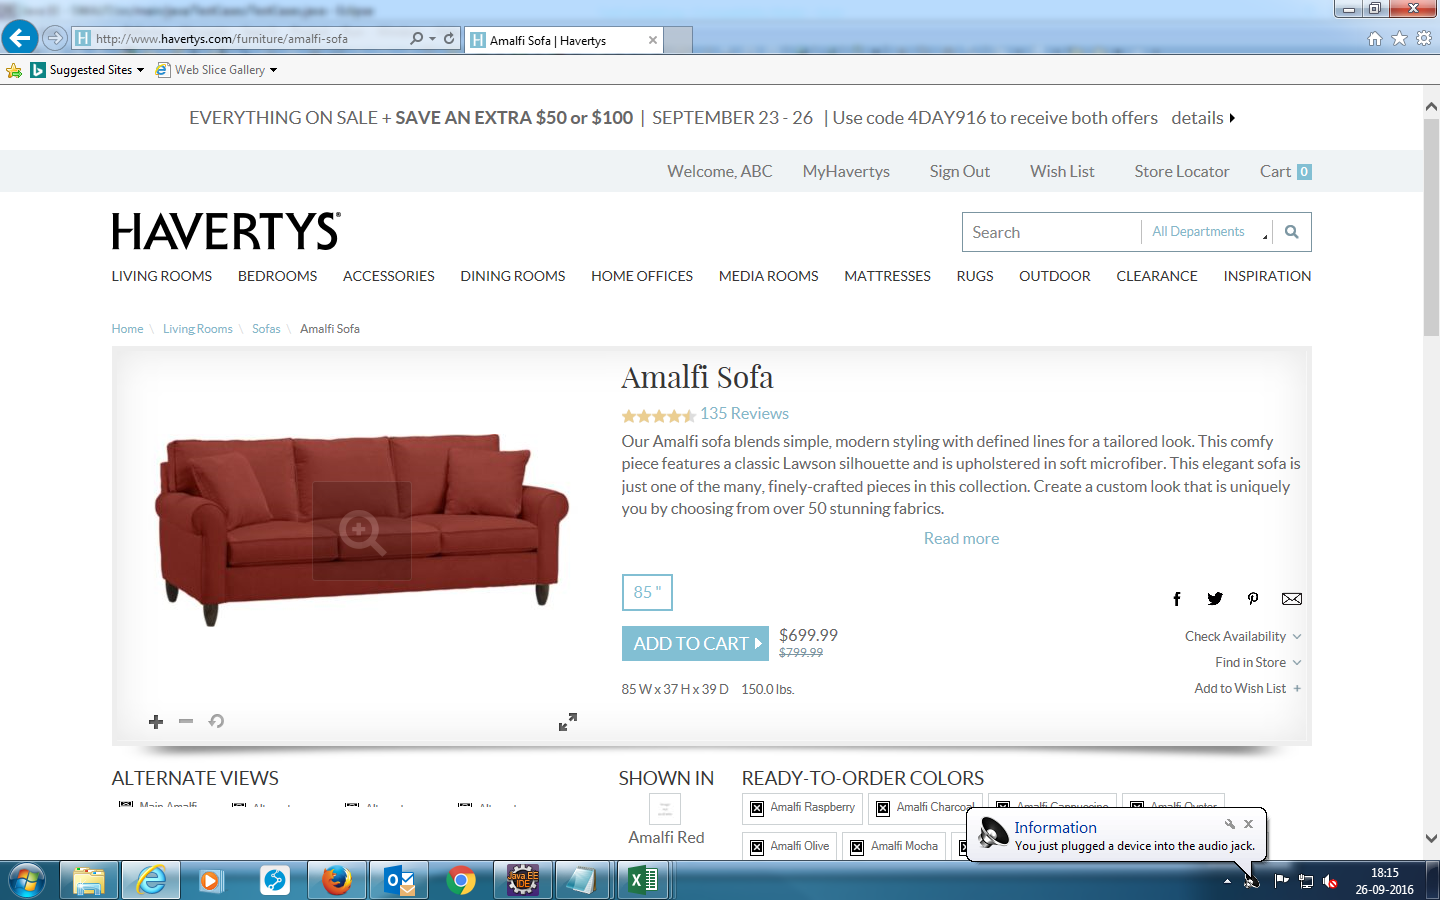 http://www.havertys.com/furniture/amalfi-sofa
Amalfi Sofa | Havertys
Suggested Sites
Web Slice Gallery
EVERYTHING ON SALE + SAVE AN EXTRA $50 or $100 | SEPTEMBER 23 - 26 | Use code 4DAY916 to receive both offers details
Welcome, ABC MyHavertys Sign Out Wish List Store Locator Cart 0
HAVERTYS
Search All Departments
LIVING ROOMS BEDROOMS ACCESSORIES DINING ROOMS HOME OFFICES MEDIA ROOMS MATTRESSES RUGS OUTDOOR CLEARANCE INSPIRATION
Home \ Living Rooms \ Sofas \ Amalfi Sofa
Amalfi Sofa
135 Reviews
Our Amalfi sofa blends simple, modern styling with defined lines for a tailored look. This comfy
piece features a classic Lawson silhouette and is upholstered in soft microfiber. This elegant sofa is
just one of the many, finely-crafted pieces in this collection. Create a custom look that is uniquely
you by choosing from over 50 stunning fabrics.
Read more
85 "
ADD TO CART
$699.99
$799.99
Check Availability
Find in Store
Add to Wish List +
85 W x 37 H x 39 D 150.0 lbs.
ALTERNATE VIEWS
Main Amalfi
SHOWN IN
Amalfi Red
READY-TO-ORDER COLORS
Amalfi Raspberry Amalfi Charcoal Amalfi Cappuccino Amalfi Oyster
Amalfi Olive Amalfi Mocha
Information
You just plugged a device into the audio jack.
Java EE
IDE
18:15
26-09-2016